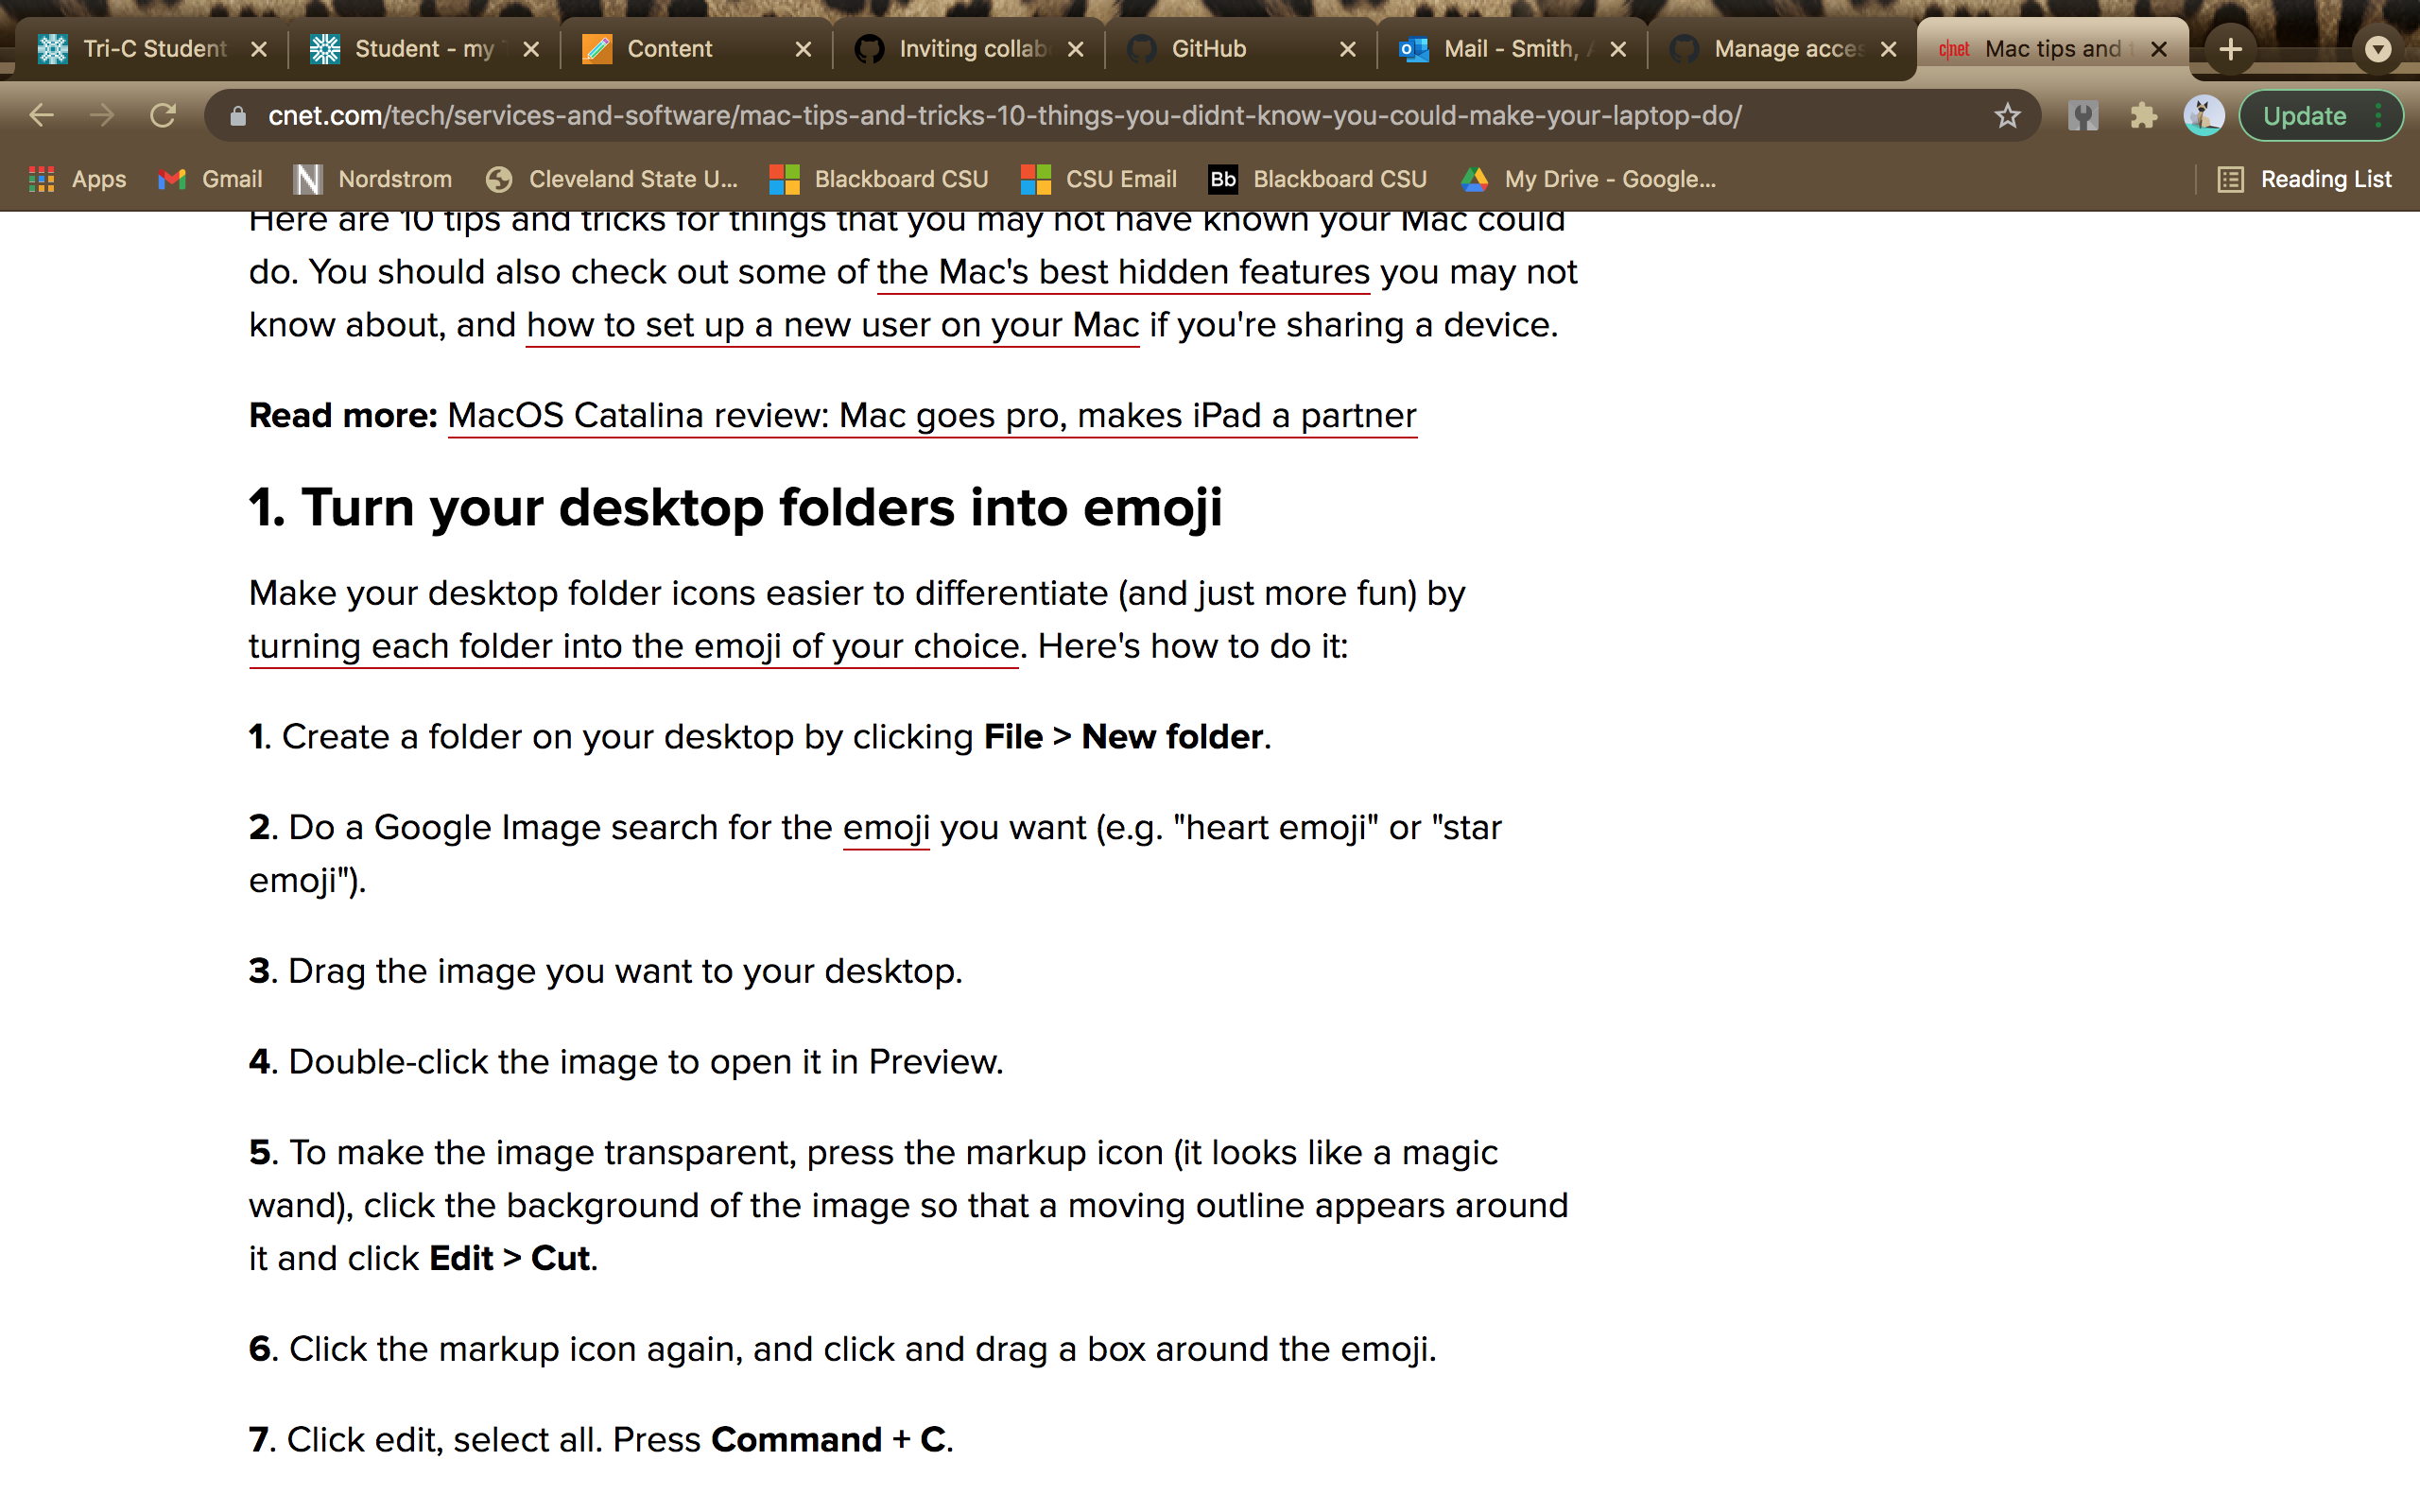 Tri-C Student
Student - my
Content
Inviting collab
GitHub
Mail - Smith,
Manage acces
c|net Mac tips and
cnet.com/tech/services-and-software/mac-tips-and-tricks-10-things-you-didnt-know-you-could-make-your-laptop-do/
Update
Apps
Gmail
N Nordstrom
Cleveland State U...
Blackboard CSU
CSU Email
Bb Blackboard CSU
My Drive - Google...
Reading List
Here are 10 tips and tricks for things that you may not have known your Mac could
do. You should also check out some of the Mac's best hidden features you may not
know about, and how to set up a new user on your Mac if you're sharing a device.
Read more: MacOS Catalina review: Mac goes pro, makes iPad a partner
1. Turn your desktop folders into emoji
Make your desktop folder icons easier to differentiate (and just more fun) by
turning each folder into the emoji of your choice. Here's how to do it:
1. Create a folder on your desktop by clicking File > New folder.
2. Do a Google Image search for the emoji you want (e.g. "heart emoji" or "star
emoji").
3. Drag the image you want to your desktop.
4. Double-click the image to open it in Preview.
5. To make the image transparent, press the markup icon (it looks like a magic
wand), click the background of the image so that a moving outline appears around
it and click Edit > Cut.
6. Click the markup icon again, and click and drag a box around the emoji.
7. Click edit, select all. Press Command + C.